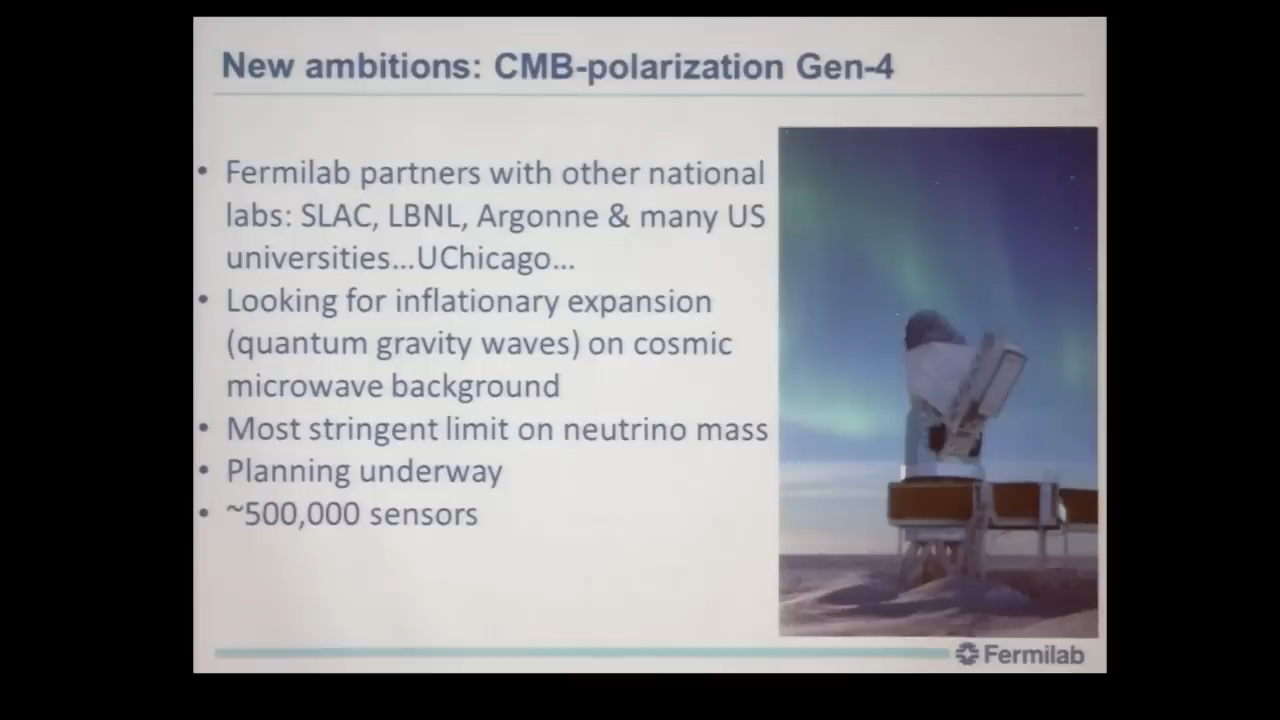 New ambitions: CMB-polarization Gen-4
• Fermilab partners with other national
labs: SLAC, LBNL, Argonne & many US
universities...UChicago...
• Looking for inflationary expansion
(quantum gravity waves) on cosmic
microwave background
• Most stringent limit on neutrino mass
• Planning underway
• ~500,000 sensors
Fermilab